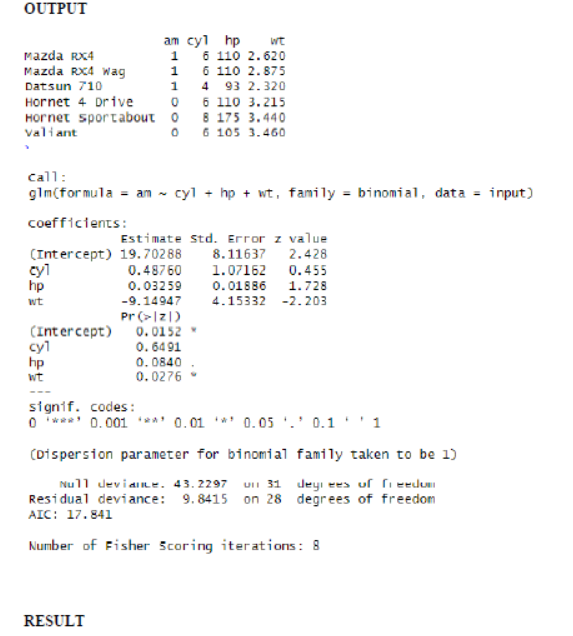 OUTPUT
am cyl hp wt
Mazda RX4 1 6 110 2.620
Mazda RX4 Wag 1 6 110 2.875
Datsun 710 1 4 93 2.320
Hornet 4 Drive 0 6 110 3.215
Hornet Sportabout 0 8 175 3.440
Valiant 0 6 105 3.460
Call:
glm(formula = am ~ cyl + hp + wt, family = binomial, data = input)
Coefficients:
Estimate Std. Error z value
(Intercept) 19.70288 8.11637 2.428
cyl 0.48760 1.07162 0.455
hp 0.03259 0.01886 1.728
wt -9.14947 4.15332 -2.203
Pr(>|z|)
(Intercept) 0.0152 *
cyl 0.6491
hp 0.0840 .
wt 0.0276 *
---
Signif. codes:
0 '***' 0.001 '**' 0.01 '*' 0.05 '.' 0.1 ' ' 1
(Dispersion parameter for binomial family taken to be 1)
Null deviance. 43.2297 on 31 degrees of freedom
Residual deviance: 9.8415 on 28 degrees of freedom
AIC: 17.841
Number of Fisher Scoring iterations: 8
RESULT